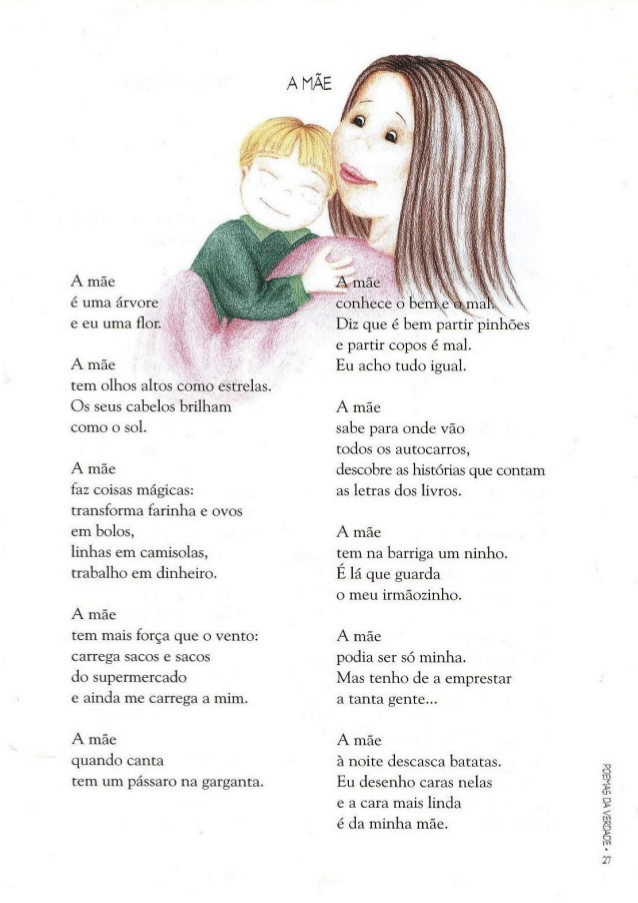 A MÃE
A mãe
é uma árvore
e eu uma flor.
A mãe
tem olhos altos como estrelas.
Os seus cabelos brilham
como o sol.
A mãe
faz coisas mágicas:
transforma farinha e ovos
em bolos,
linhas em camisolas,
trabalho em dinheiro.
A mãe
tem mais força que o vento:
carrega sacos e sacos
do supermercado
e ainda me carrega a mim.
A mãe
quando canta
tem um pássaro na garganta.
A mãe
conhece o bem e o mal.
Diz que é bem partir pinhões
e partir copos é mal.
Eu acho tudo igual.
A mãe
sabe para onde vão
todos os autocarros,
descobre as histórias que contam
as letras dos livros.
A mãe
tem na barriga um ninho.
É lá que guarda
o meu irmãozinho.
A mãe
podia ser só minha.
Mas tenho de a emprestar
a tanta gente...
A mãe
à noite descasca batatas.
Eu desenho caras nelas
e a cara mais linda
é da minha mãe.
POEMAS DA VERDADE • 27